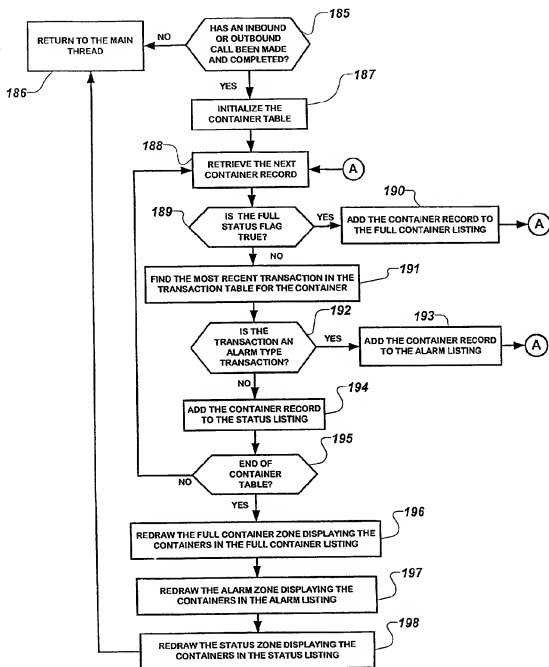 185
HAS AN INBOUND
OR OUTBOUND
CALL BEEN MADE
AND COMPLETED?
NO
RETURN TO THE MAIN
THREAD
186
YES
187
INITIALIZE THE
CONTAINER TABLE
188
RETRIEVE THE NEXT
CONTAINER RECORD
A
189
IS THE FULL
STATUS FLAG
TRUE?
YES
190
ADD THE CONTAINER RECORD TO
THE FULL CONTAINER LISTING
A
NO
191
FIND THE MOST RECENT TRANSACTION IN THE
TRANSACTION TABLE FOR THE CONTAINER
192
IS THE
TRANSACTION AN
ALARM TYPE
TRANSACTION?
YES
193
ADD THE CONTAINER RECORD
TO THE ALARM LISTING
A
NO
194
ADD THE CONTAINER RECORD
TO THE STATUS LISTING
195
END OF
CONTAINER
TABLE?
NO
YES
196
REDRAW THE FULL CONTAINER ZONE DISPLAYING THE
CONTAINERS IN THE FULL CONTAINER LISTING
197
REDRAW THE ALARM ZONE DISPLAYING THE
CONTAINERS IN THE ALARM LISTING
198
REDRAW THE STATUS ZONE DISPLAYING THE
CONTAINERS IN THE STATUS LISTING